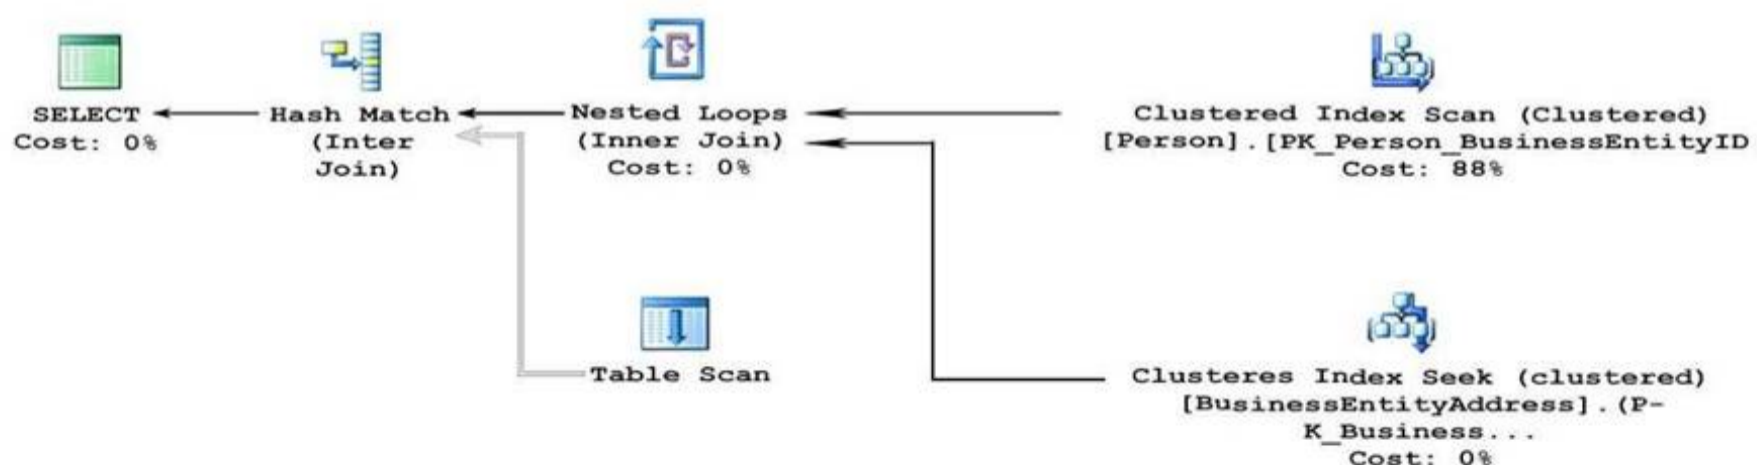 SELECT
Cost: 0%
Hash Match
(Inter
Join)
Nested Loops
(Inner Join)
Cost: 0%
Clustered Index Scan (Clustered)
[Person].[PK_Person_BusinessEntityID
Cost: 88%
Table Scan
Clusteres Index Seek (clustered)
[BusinessEntityAddress].(P-
K_Business...
Cost: 0%